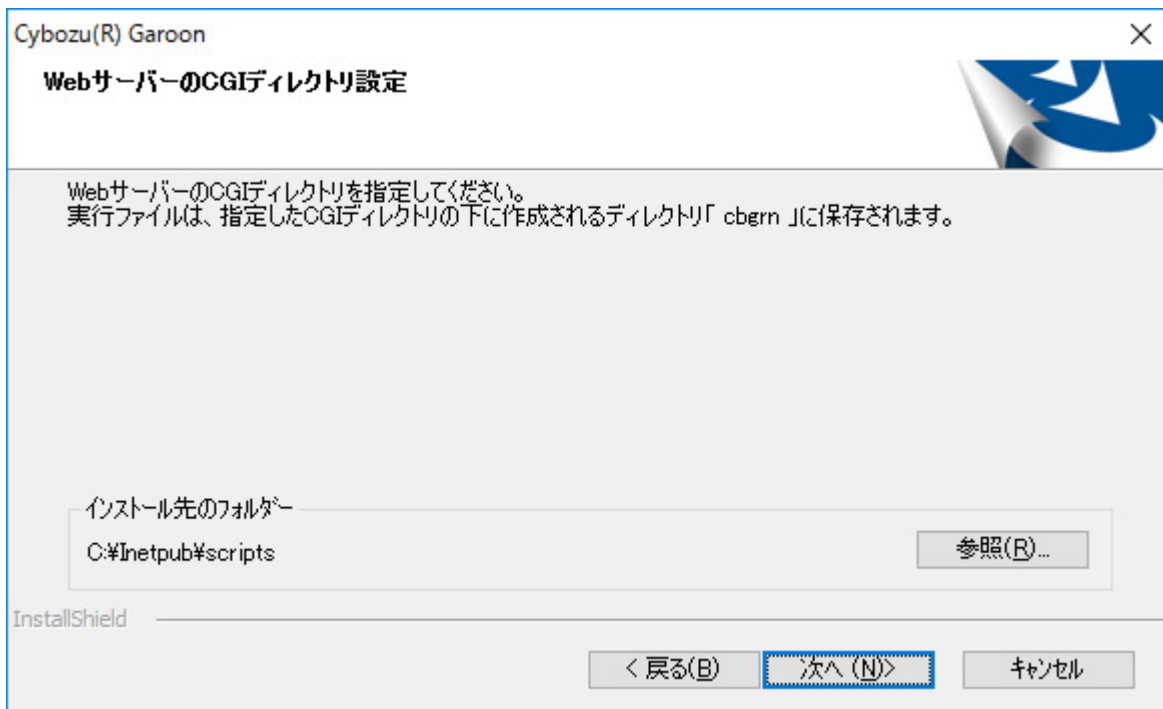 Cybozu(R) Garoon
WebサーバーのCGIディレクトリ設定
WebサーバーのCGIディレクトリを指定してください。
実行ファイルは、指定したCGIディレクトリの下に作成されるディレクトリ「 cbgrn 」に保存されます。
インストール先のフォルダー
C:¥Inetpub¥scripts
参照(R)...
InstallShield
< 戻る(B)
次へ (N)>
キャンセル